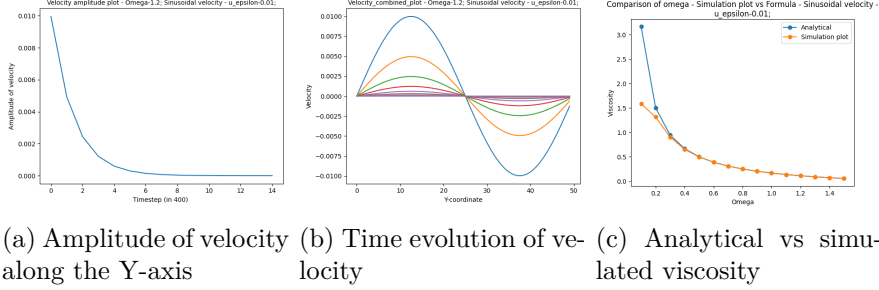 Velocity amplitude plot - Omega-1.2; Sinusoidal velocity - u_epsilon-0.01;
0.010
0.008
0.006
0.004
0.002
0.000
Amplitude of velocity
0 2 4 6 8 10 12 14
Timestep (in 400)
Velocity_combined_plot - Omega-1.2; Sinusoidal velocity - u_epsilon-0.01;
0.0100
0.0075
0.0050
0.0025
0.0000
−0.0025
−0.0050
−0.0075
−0.0100
Velocity
0 10 20 30 40 50
Y-coordinate
Comparison of omega - Simulation plot vs Formula - Sinusoidal velocity -
u_epsilon-0.01;
Analytical
Simulation plot
3.0
2.5
2.0
1.5
1.0
0.5
0.0
Viscosity
0.2 0.4 0.6 0.8 1.0 1.2 1.4
Omega
(a) Amplitude of velocity
along the Y-axis
(b) Time evolution of ve-
locity
(c) Analytical vs simu-
lated viscosity